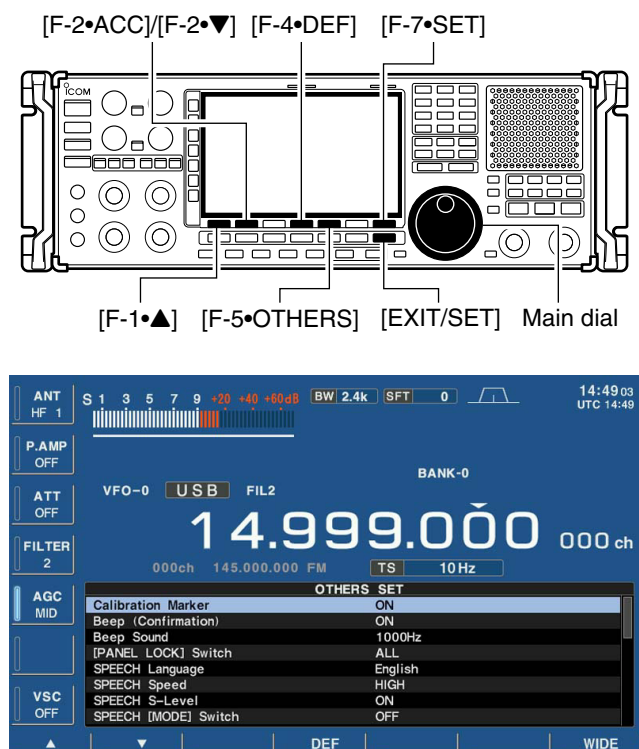 [F-2•ACC]/[F-2•▼] [F-4•DEF] [F-7•SET]
ICOM
[F-1•▲] [F-5•OTHERS] [EXIT/SET] Main dial
ANT
HF 1
S 1 3 5 7 9 +20 +40 +60dB
BW 2.4k SFT 0
14:49 03
UTC 14:49
P.AMP
OFF
BANK-0
ATT
OFF
VFO-0 USB FIL2
14.999.000 000 ch
FILTER
2
000ch 145.000.000 FM TS 10Hz
AGC
MID
OTHERS SET
Calibration Marker ON
Beep (Confirmation) ON
Beep Sound 1000Hz
[PANEL LOCK] Switch ALL
SPEECH Language English
SPEECH Speed HIGH
SPEECH S-Level ON
SPEECH [MODE] Switch OFF
VSC
OFF
▲ ▼ DEF WIDE